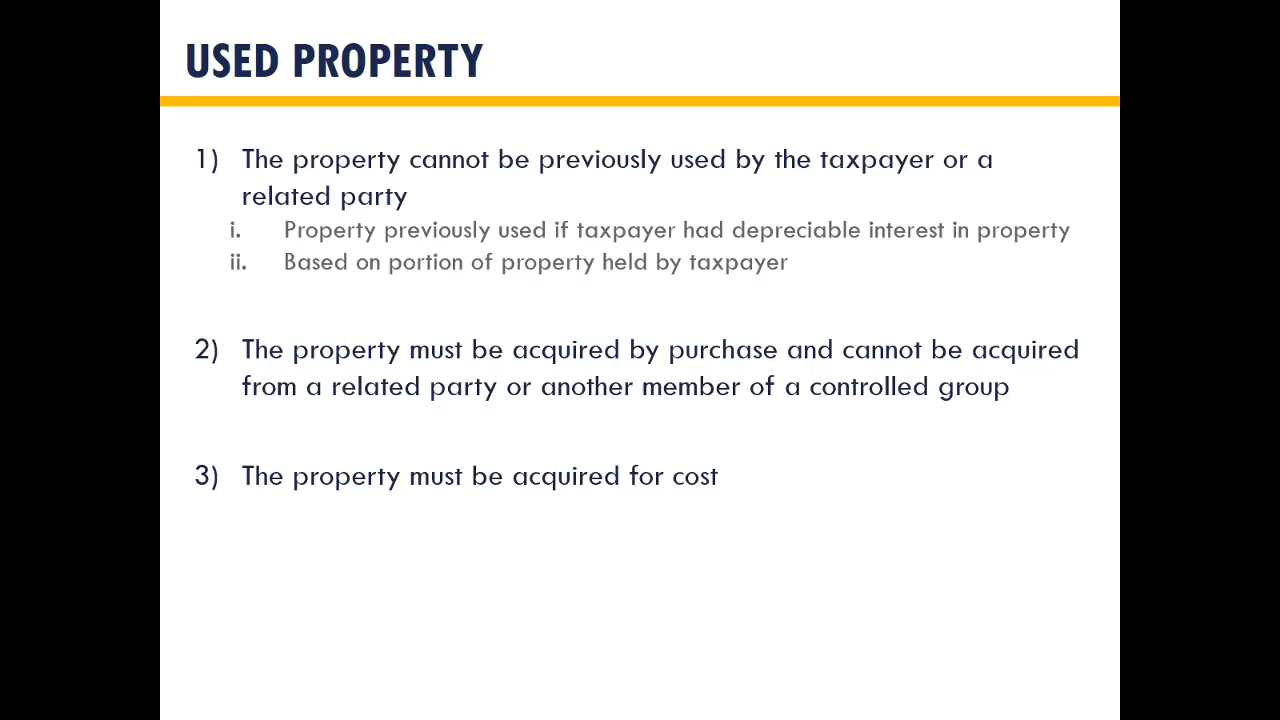 USED PROPERTY
1) The property cannot be previously used by the taxpayer or a
related party
i. Property previously used if taxpayer had depreciable interest in property
ii. Based on portion of property held by taxpayer
2) The property must be acquired by purchase and cannot be acquired
from a related party or another member of a controlled group
3) The property must be acquired for cost